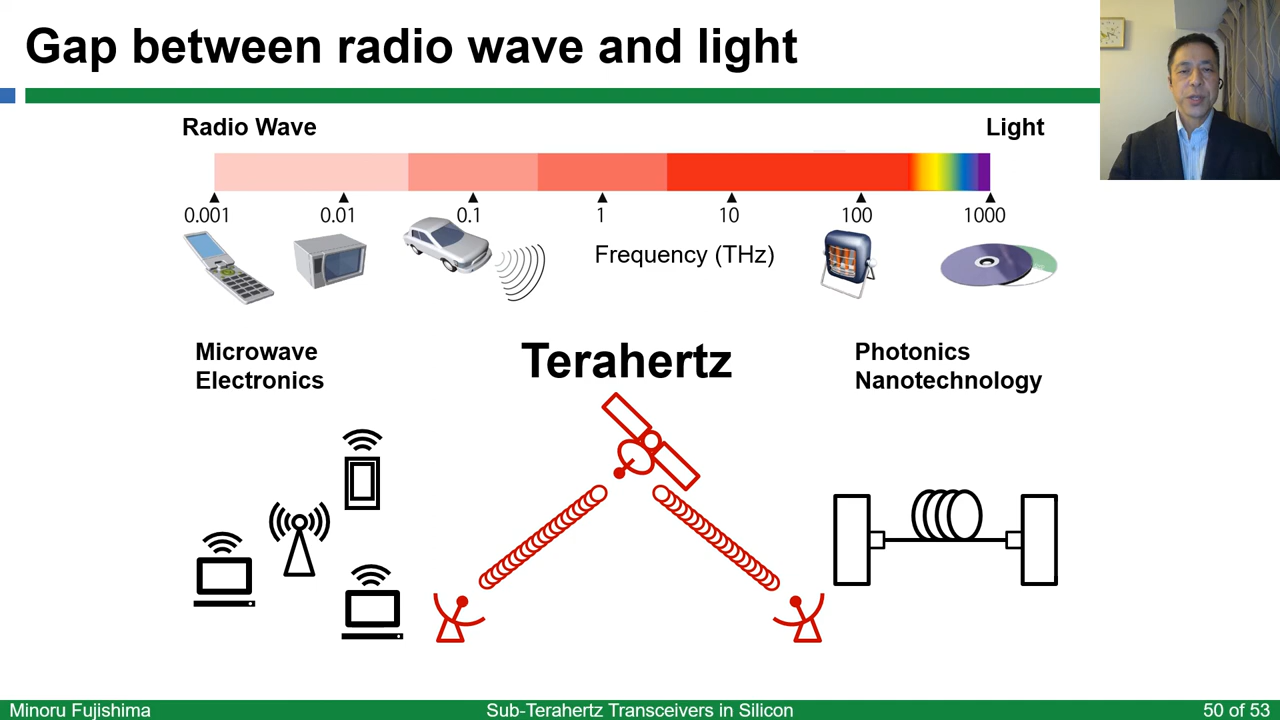 Gap between radio wave and light
Radio Wave
Light
0.001
0.01
0.1
1
10
100
1000
Frequency (THz)
Microwave
Electronics
Terahertz
Photonics
Nanotechnology
Minoru Fujishima
Sub-Terahertz Transceivers in Silicon
50 of 53